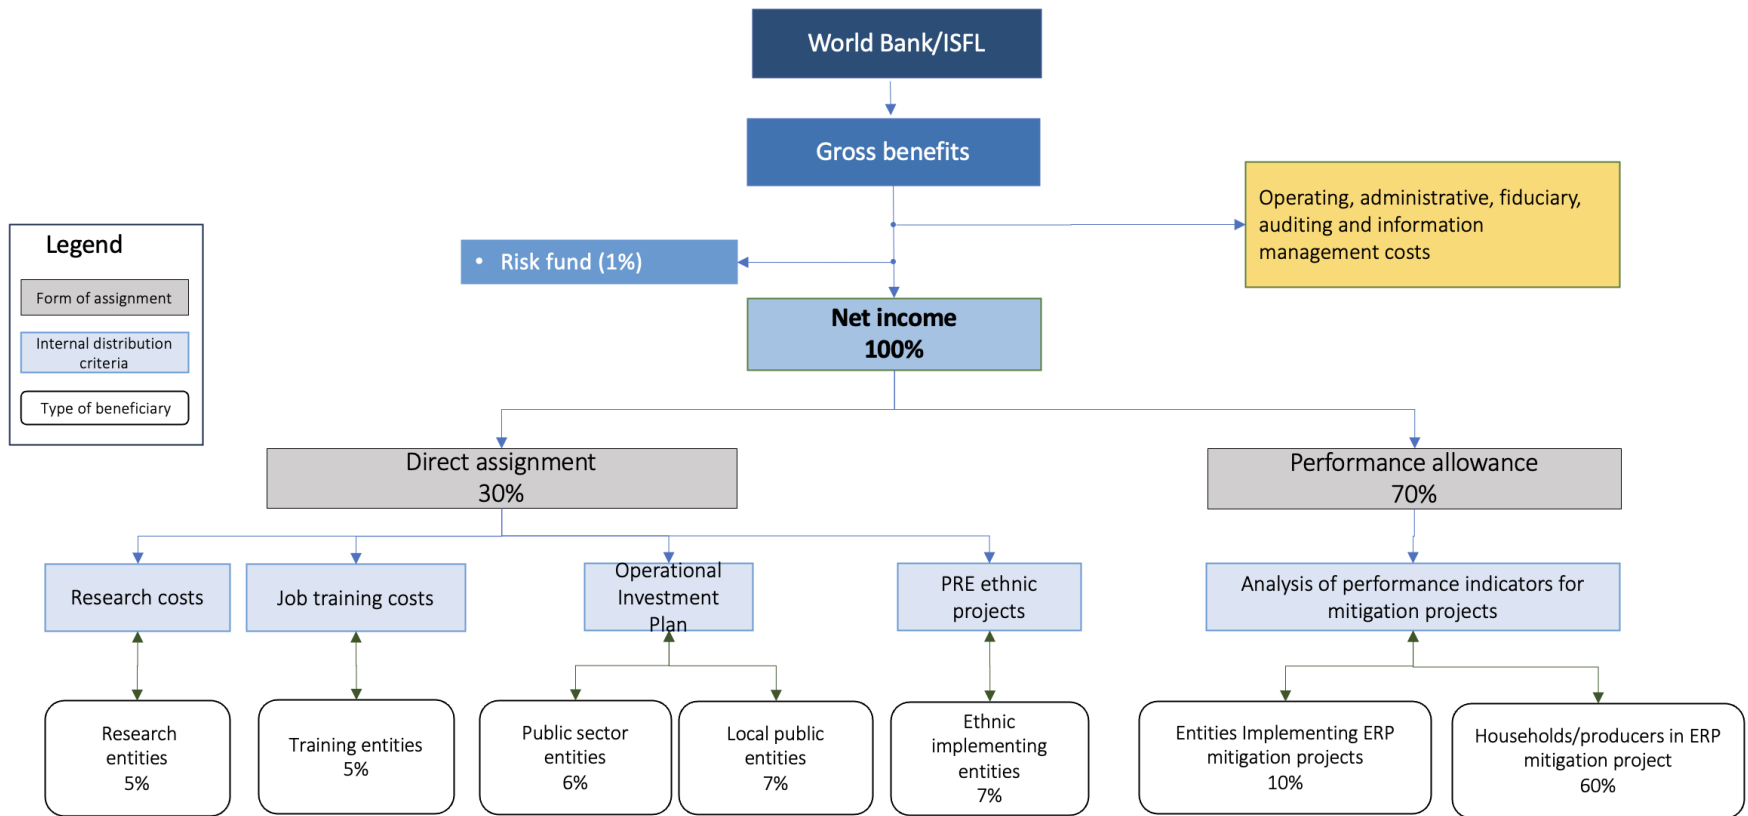 World Bank/ISFL
Gross benefits
Operating, administrative, fiduciary,
auditing and information
management costs
• Risk fund (1%)
Legend
Form of assignment
Internal distribution
criteria
Type of beneficiary
Net income
100%
Direct assignment
30%
Performance allowance
70%
Research costs
Job training costs
Operational
Investment
Plan
PRE ethnic
projects
Analysis of performance indicators for
mitigation projects
Research
entities
5%
Training entities
5%
Public sector
entities
6%
Local public
entities
7%
Ethnic
implementing
entities
7%
Entities Implementing ERP
mitigation projects
10%
Households/producers in ERP
mitigation project
60%